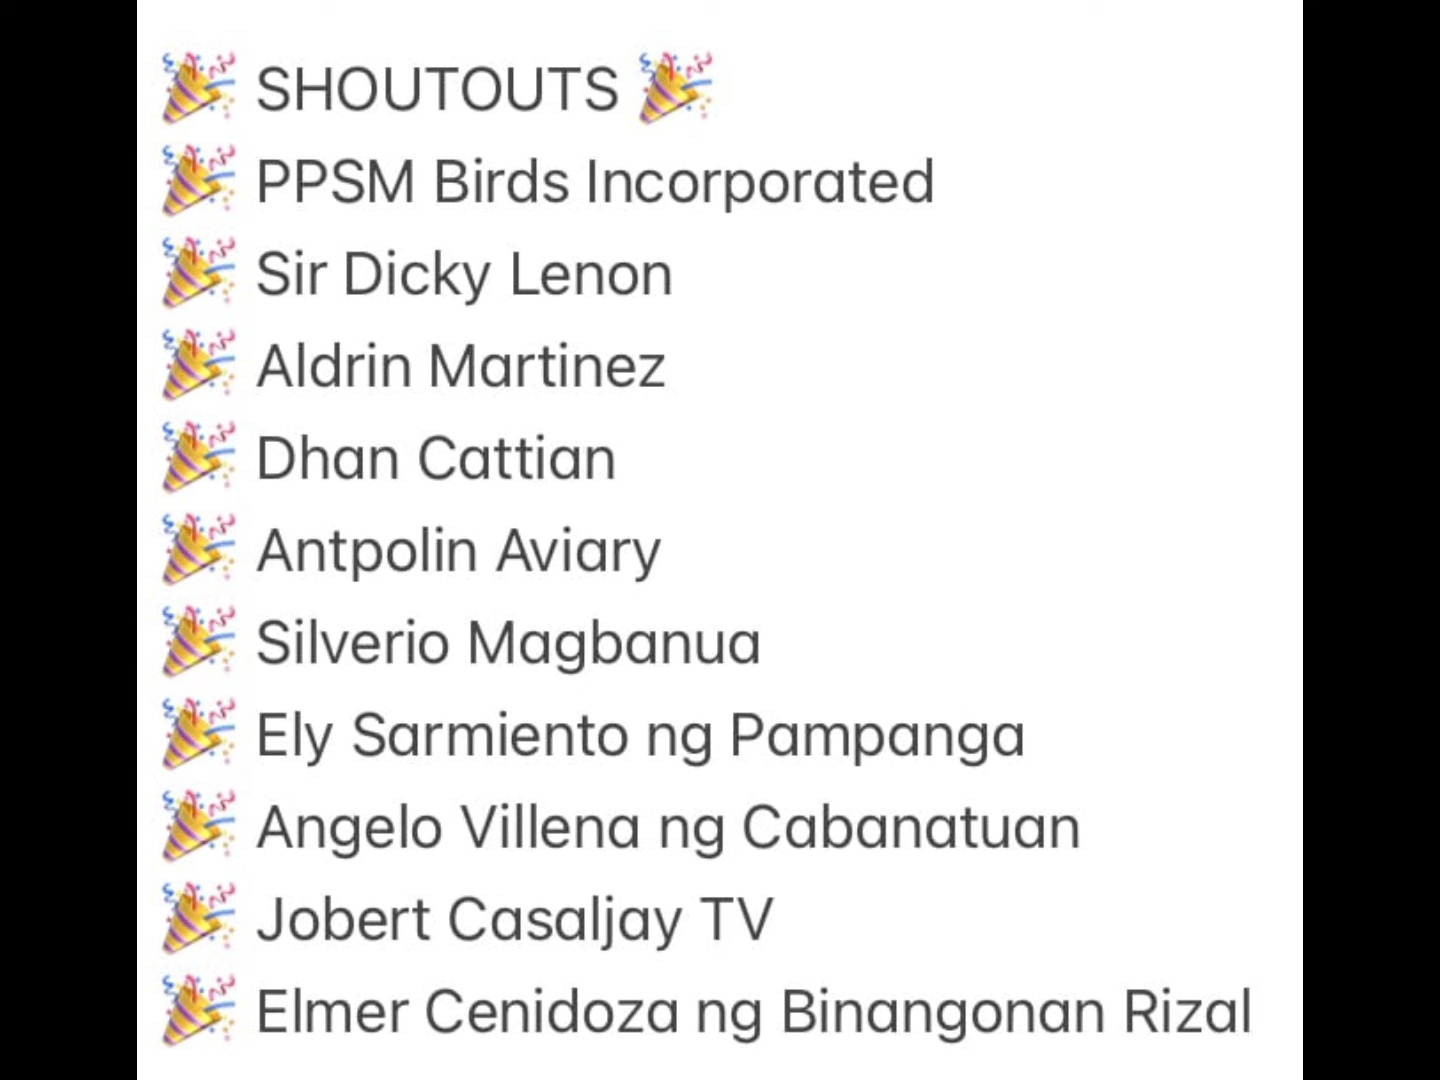 🎉 SHOUTOUTS 🎉
🎉 PPSM Birds Incorporated
🎉 Sir Dicky Lenon
🎉 Aldrin Martinez
🎉 Dhan Cattian
🎉 Antpolin Aviary
🎉 Silverio Magbanua
🎉 Ely Sarmiento ng Pampanga
🎉 Angelo Villena ng Cabanatuan
🎉 Jobert Casaljay TV
🎉 Elmer Cenidoza ng Binangonan Rizal